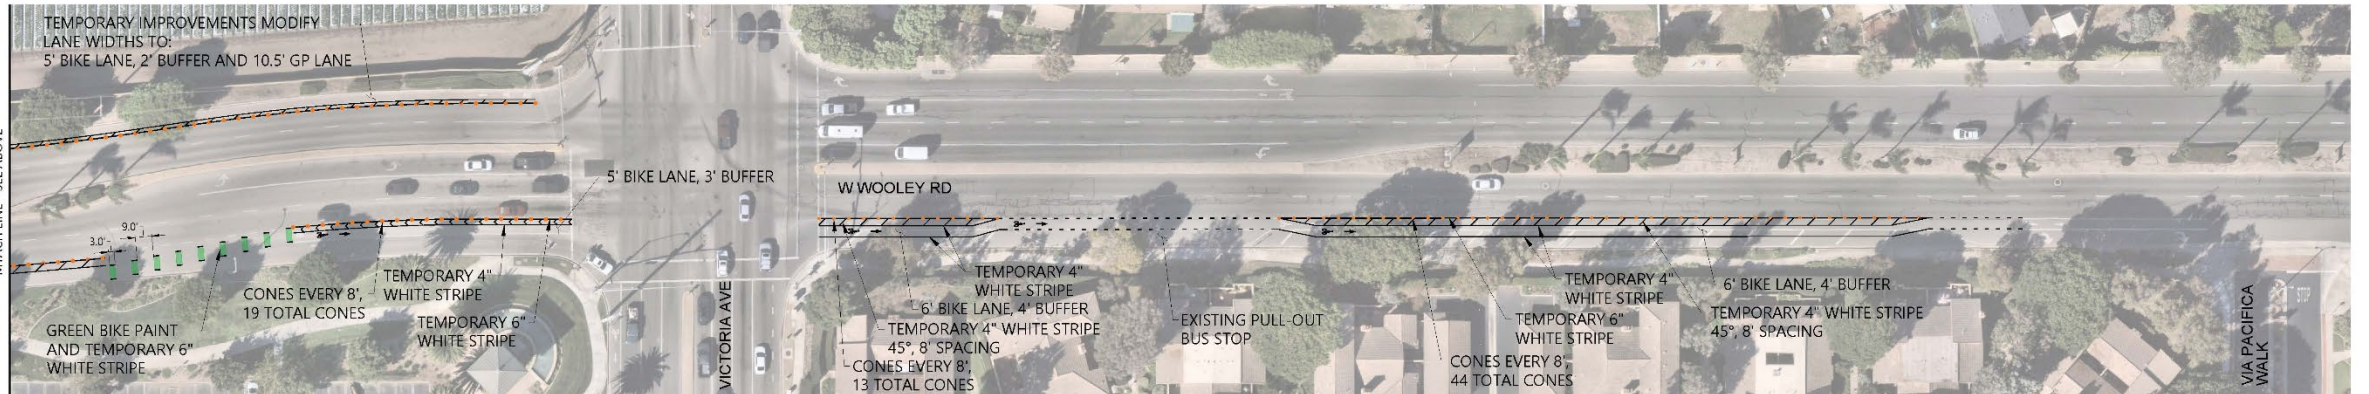 TEMPORARY IMPROVEMENTS MODIFY
LANE WIDTHS TO:
5' BIKE LANE, 2' BUFFER AND 10.5' GP LANE
5' BIKE LANE, 3' BUFFER
W WOOLEY RD
9.0'
3.0'
CONES EVERY 8',
19 TOTAL CONES
TEMPORARY 4"
WHITE STRIPE
TEMPORARY 6"
WHITE STRIPE
GREEN BIKE PAINT
AND TEMPORARY 6"
WHITE STRIPE
VICTORIA AVE
TEMPORARY 4"
WHITE STRIPE
6' BIKE LANE, 4' BUFFER
TEMPORARY 4" WHITE STRIPE
45°, 8' SPACING
CONES EVERY 8',
13 TOTAL CONES
EXISTING PULL-OUT
BUS STOP
TEMPORARY 4"
WHITE STRIPE
TEMPORARY 6"
WHITE STRIPE
CONES EVERY 8',
44 TOTAL CONES
6' BIKE LANE, 4' BUFFER
TEMPORARY 4" WHITE STRIPE
45°, 8' SPACING
VIA PACIFICA
WALK
STOP